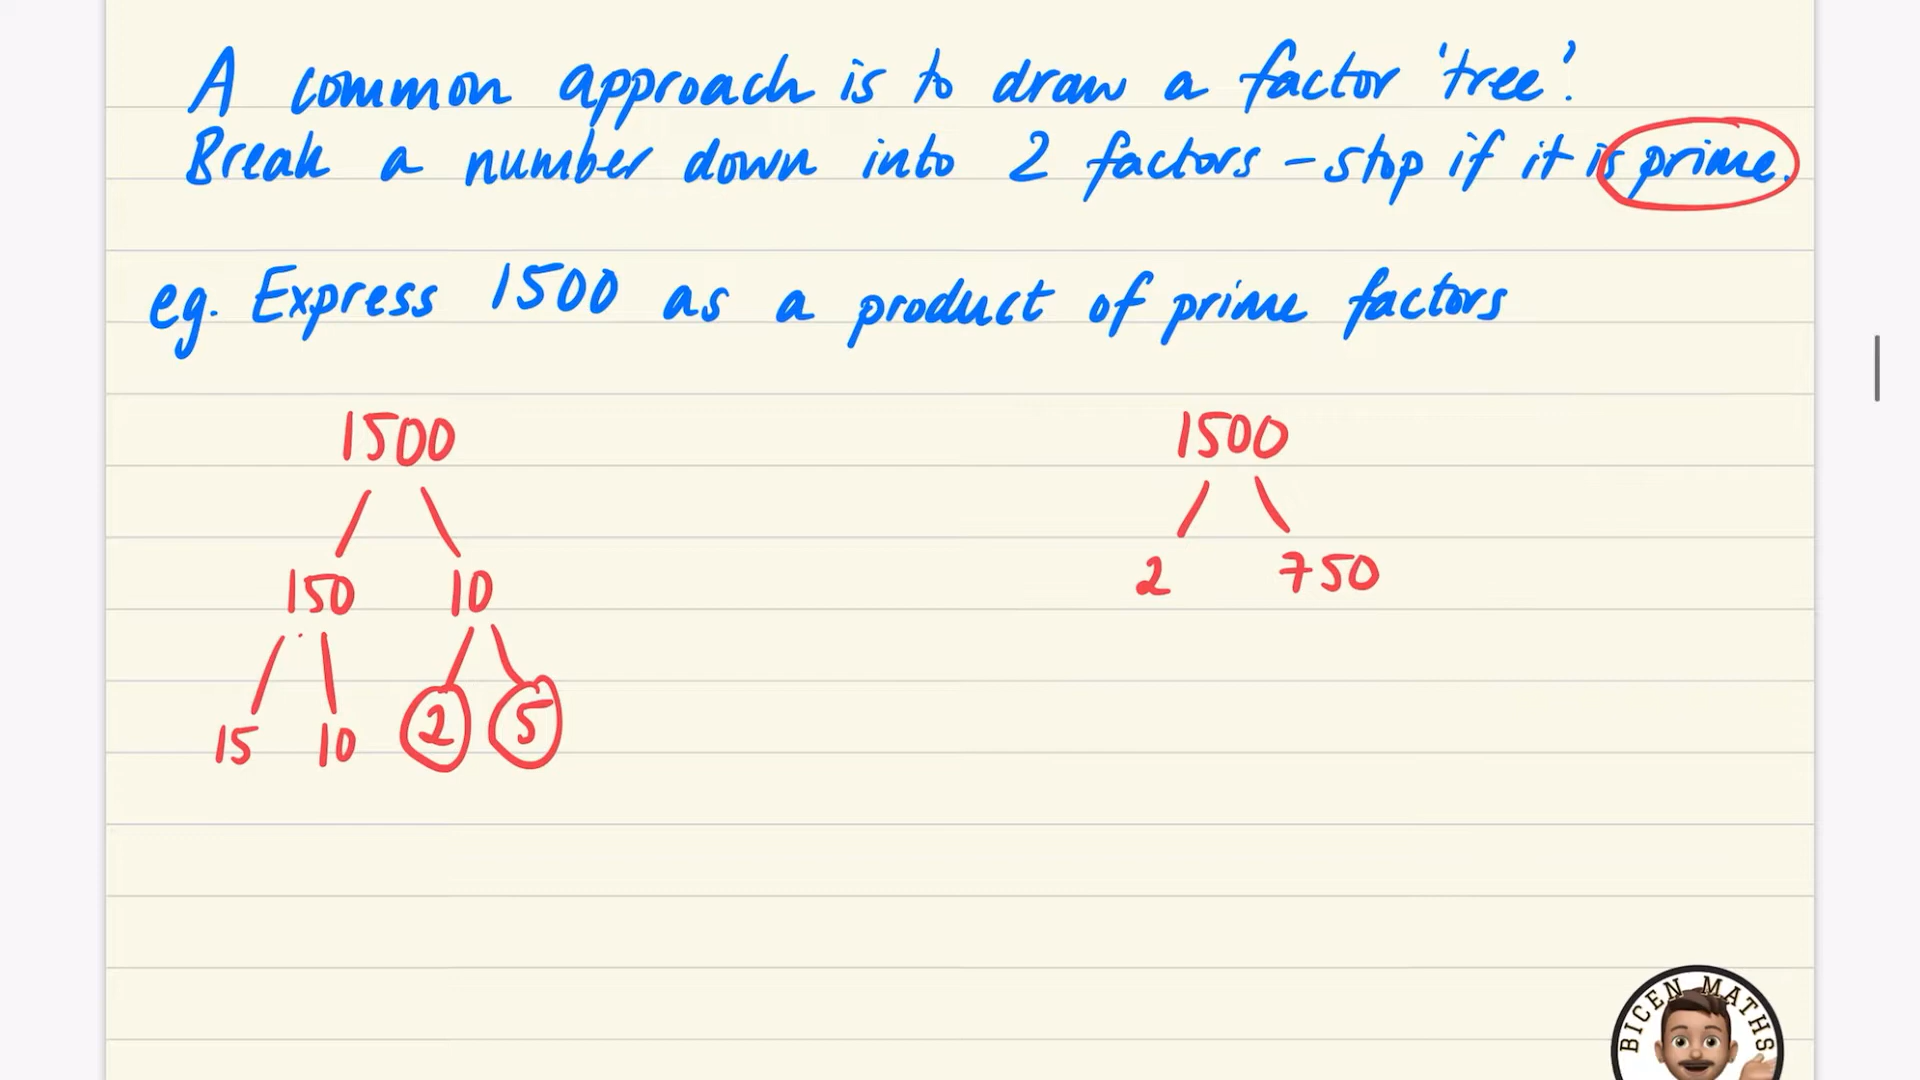 A common approach is to draw a factor 'tree'.
Break a number down into 2 factors – stop if it is prime.
eg. Express 1500 as a product of prime factors
1500
150 10
15 10 2 5
1500
2 750
BICEN MATHS